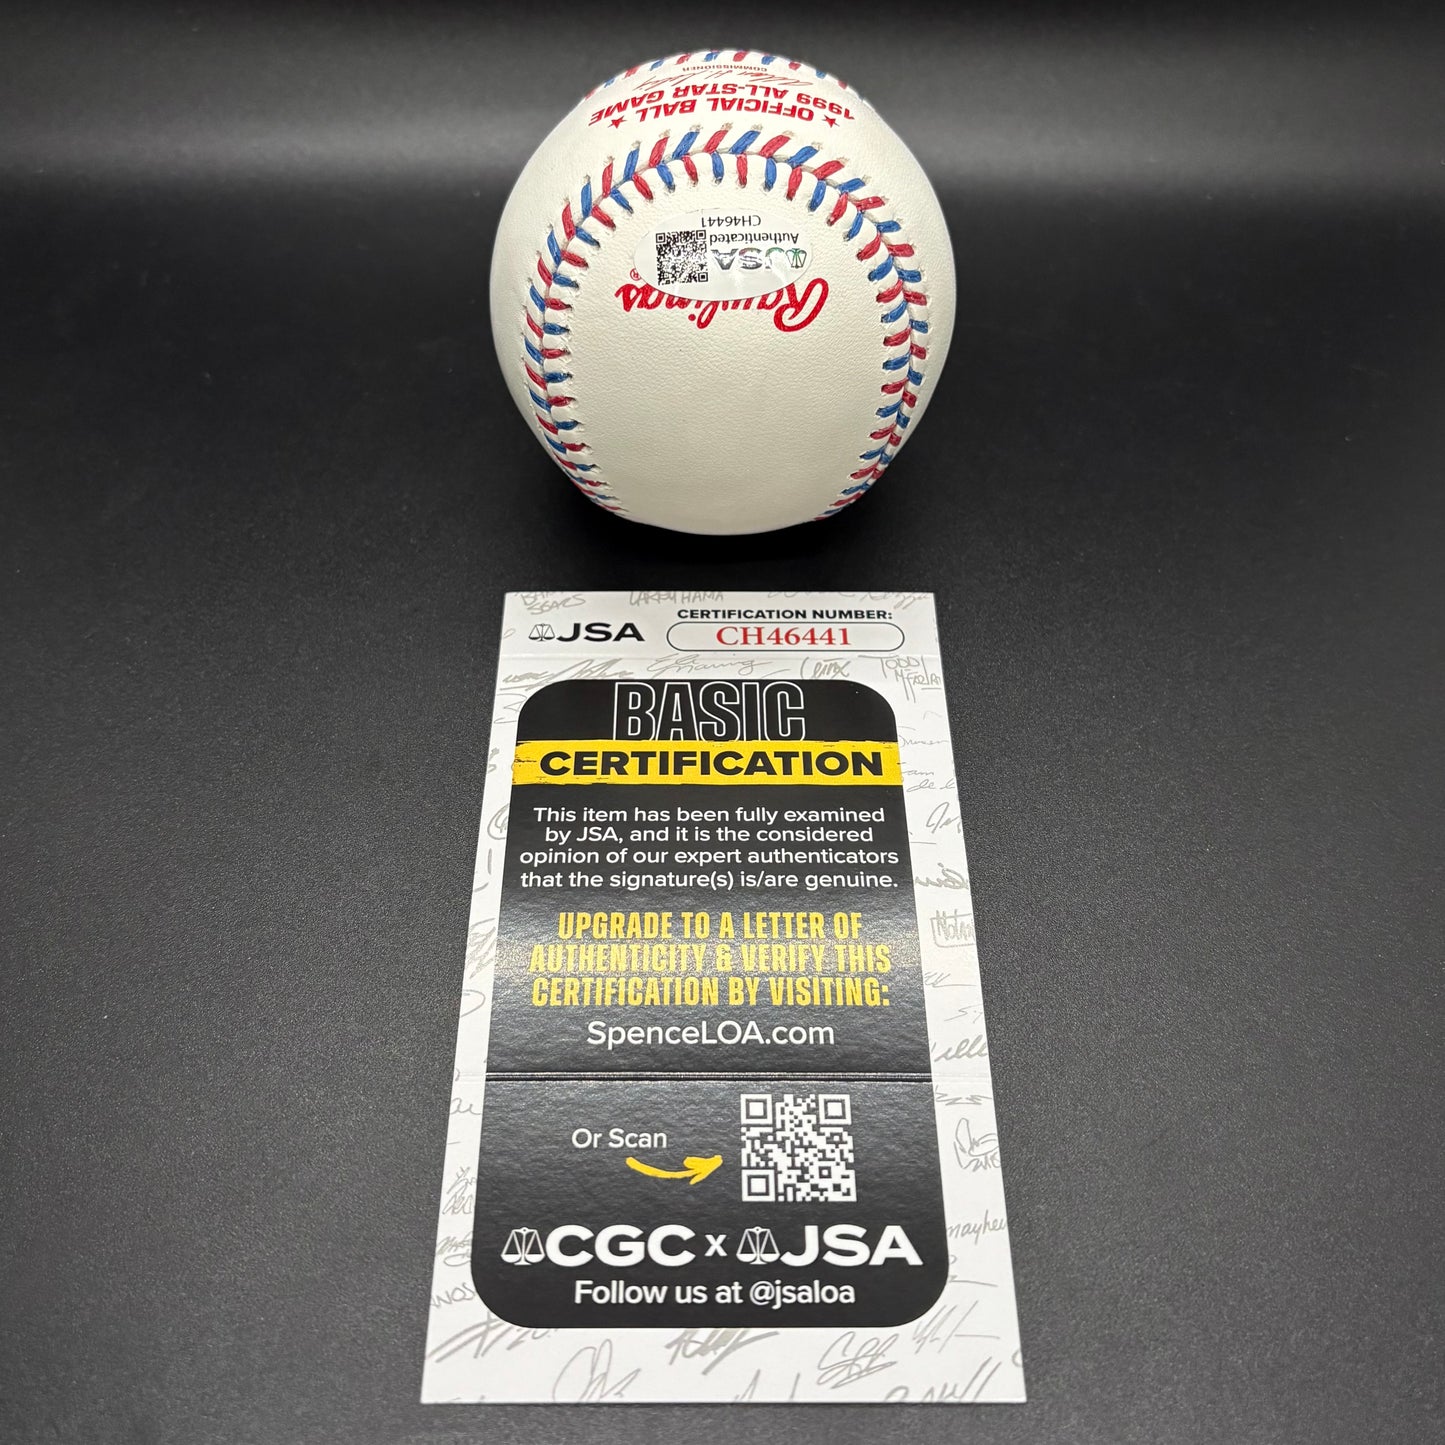 COMMISSIONER
OFFICIAL BALL
1999 ALL-STAR GAME
CH46441
Authenticated
JSA
Rawlings®
JSA
CERTIFICATION NUMBER:
CH46441
BASIC
CERTIFICATION
This item has been fully examined
by JSA, and it is the considered
opinion of our expert authenticators
that the signature(s) is/are genuine.
UPGRADE TO A LETTER OF
AUTHENTICITY & VERIFY THIS
CERTIFICATION BY VISITING:
SpenceLOA.com
Or Scan
CGC x JSA
Follow us at @jsaloa